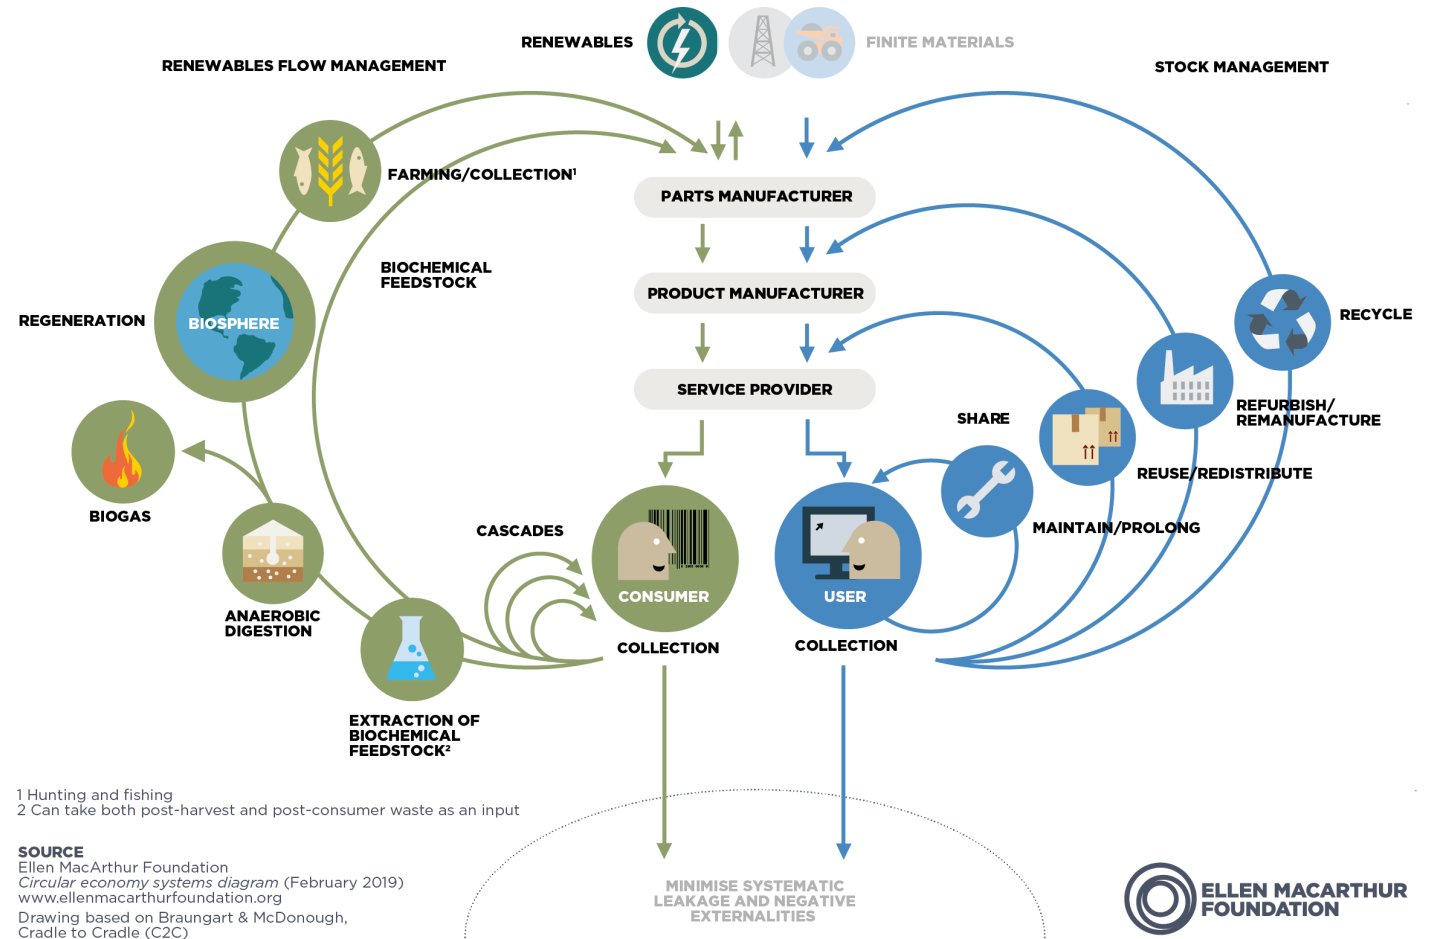 RENEWABLES
FINITE MATERIALS
RENEWABLES FLOW MANAGEMENT
STOCK MANAGEMENT
FARMING/COLLECTION¹
PARTS MANUFACTURER
BIOCHEMICAL
FEEDSTOCK
PRODUCT MANUFACTURER
REGENERATION
BIOSPHERE
RECYCLE
SERVICE PROVIDER
SHARE
REFURBISH/
REMANUFACTURE
REUSE/REDISTRIBUTE
BIOGAS
CASCADES
MAINTAIN/PROLONG
CONSUMER
USER
ANAEROBIC
DIGESTION
COLLECTION
COLLECTION
EXTRACTION OF
BIOCHEMICAL
FEEDSTOCK²
1 Hunting and fishing
2 Can take both post-harvest and post-consumer waste as an input
SOURCE
Ellen MacArthur Foundation
Circular economy systems diagram (February 2019)
www.ellenmacarthurfoundation.org
Drawing based on Braungart & McDonough,
Cradle to Cradle (C2C)
MINIMISE SYSTEMATIC
LEAKAGE AND NEGATIVE
EXTERNALITIES
ELLEN MACARTHUR
FOUNDATION